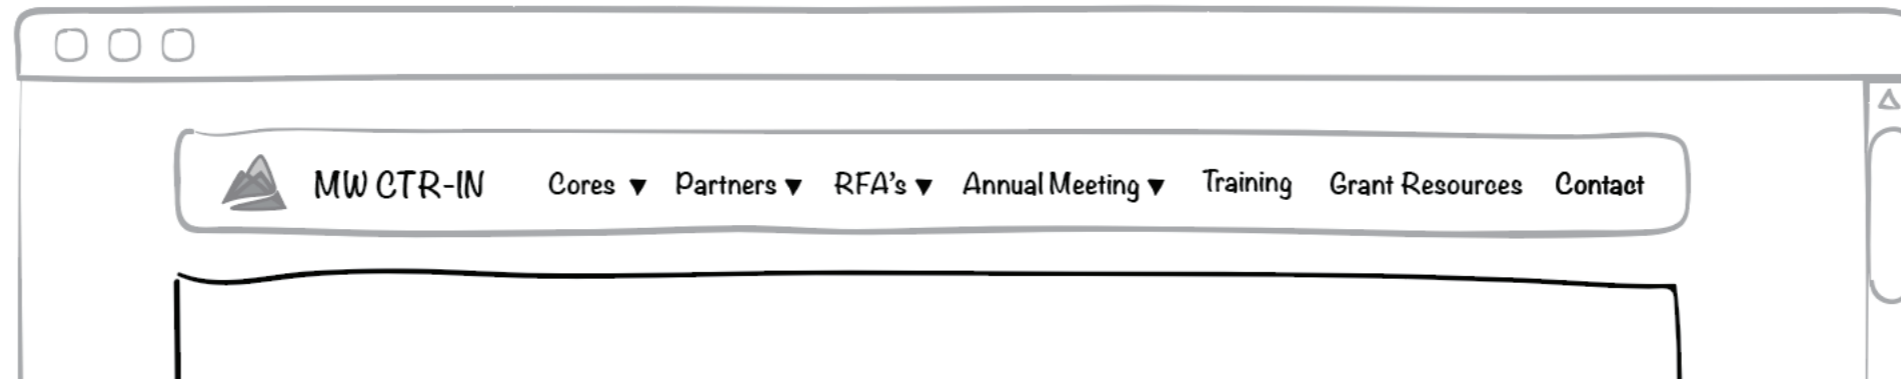 MW CTR-IN Cores ▼ Partners ▼ RFA's ▼ Annual Meeting ▼ Training Grant Resources Contact